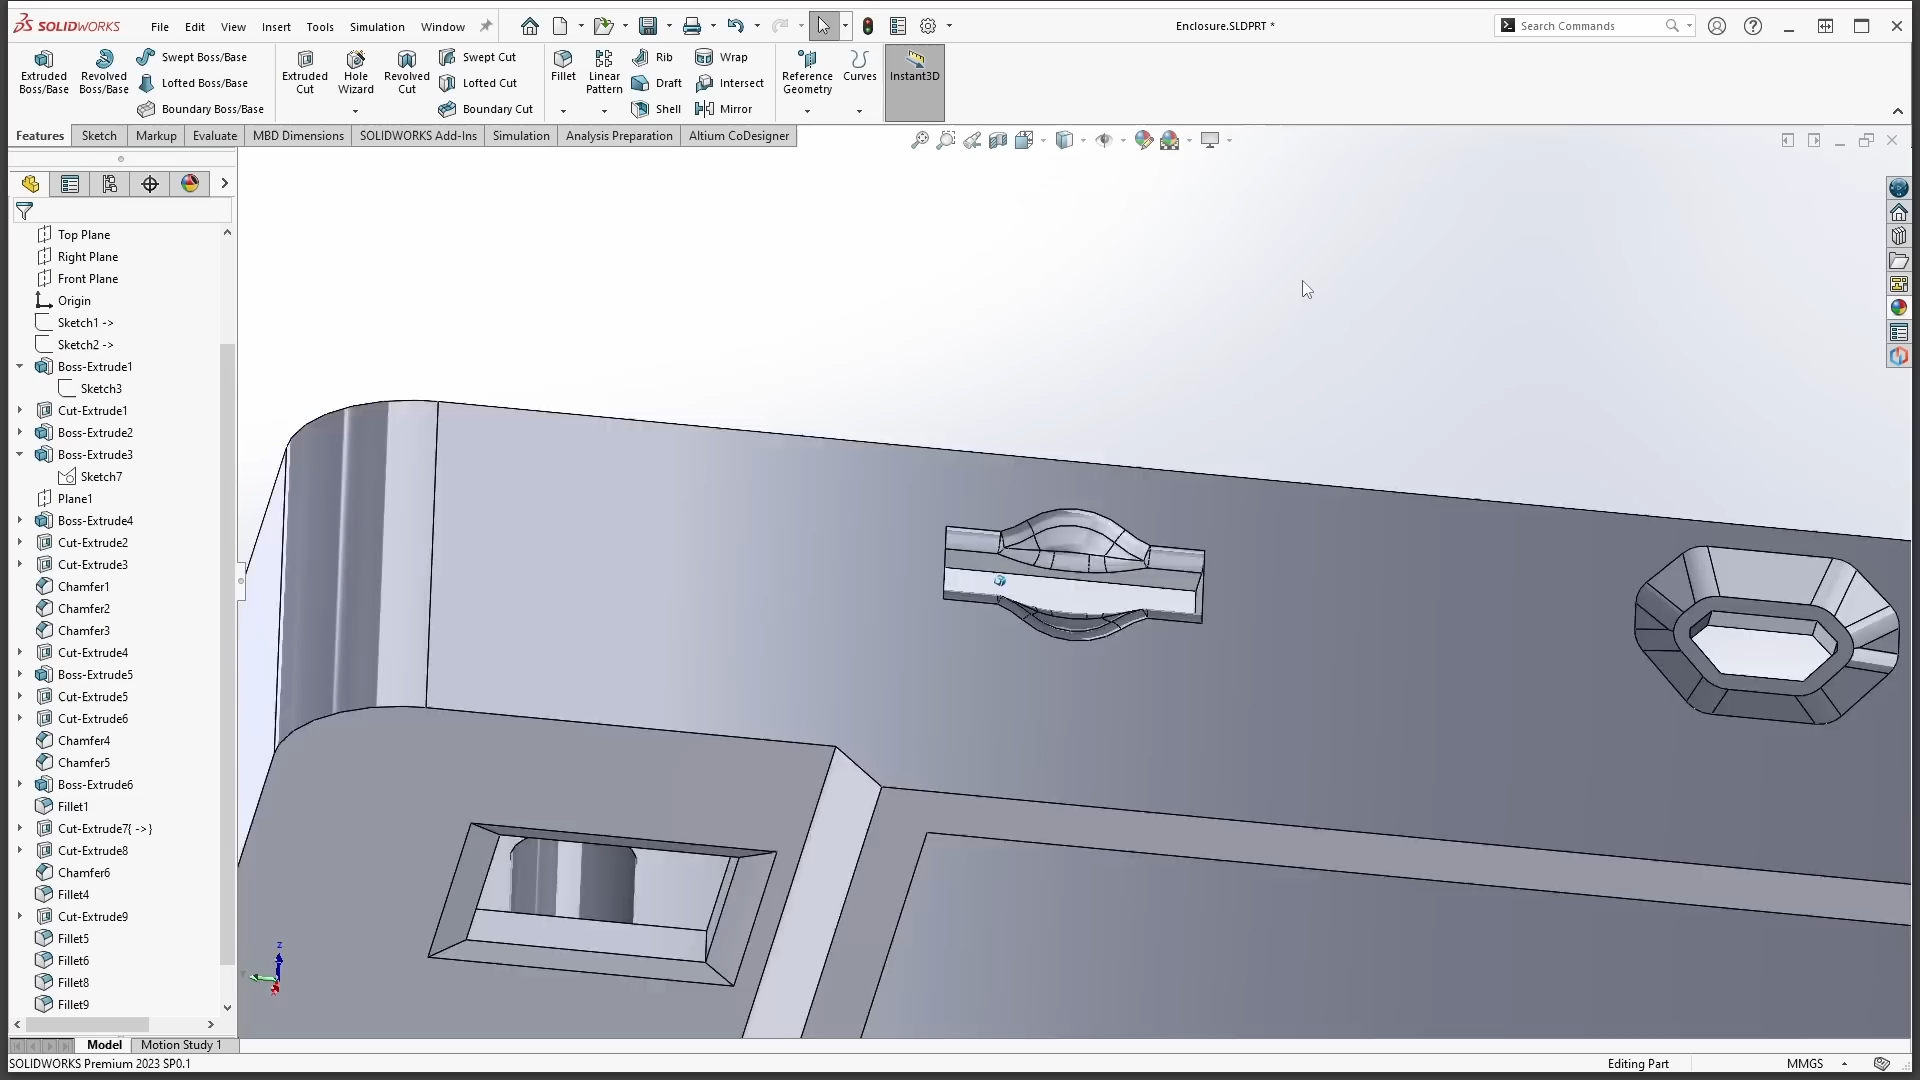 SOLIDWORKS File Edit View Insert Tools Simulation Window
Enclosure.SLDPRT *
Search Commands
Extruded Boss/Base
Revolved Boss/Base
Swept Boss/Base
Lofted Boss/Base
Boundary Boss/Base
Extruded Cut
Hole Wizard
Revolved Cut
Swept Cut
Lofted Cut
Boundary Cut
Fillet
Linear Pattern
Rib
Draft
Shell
Wrap
Intersect
Mirror
Reference Geometry
Curves
Instant3D
Features Sketch Markup Evaluate MBD Dimensions SOLIDWORKS Add-Ins Simulation Analysis Preparation Altium CoDesigner
Top Plane
Right Plane
Front Plane
Origin
Sketch1 ->
Sketch2 ->
Boss-Extrude1
Sketch3
Cut-Extrude1
Boss-Extrude2
Boss-Extrude3
Sketch7
Plane1
Boss-Extrude4
Cut-Extrude2
Cut-Extrude3
Chamfer1
Chamfer2
Chamfer3
Cut-Extrude4
Boss-Extrude5
Cut-Extrude5
Cut-Extrude6
Chamfer4
Chamfer5
Boss-Extrude6
Fillet1
Cut-Extrude7{ ->}
Cut-Extrude8
Chamfer6
Fillet4
Cut-Extrude9
Fillet5
Fillet6
Fillet8
Fillet9
Z
Model Motion Study 1
SOLIDWORKS Premium 2023 SP0.1
Editing Part
MMGS